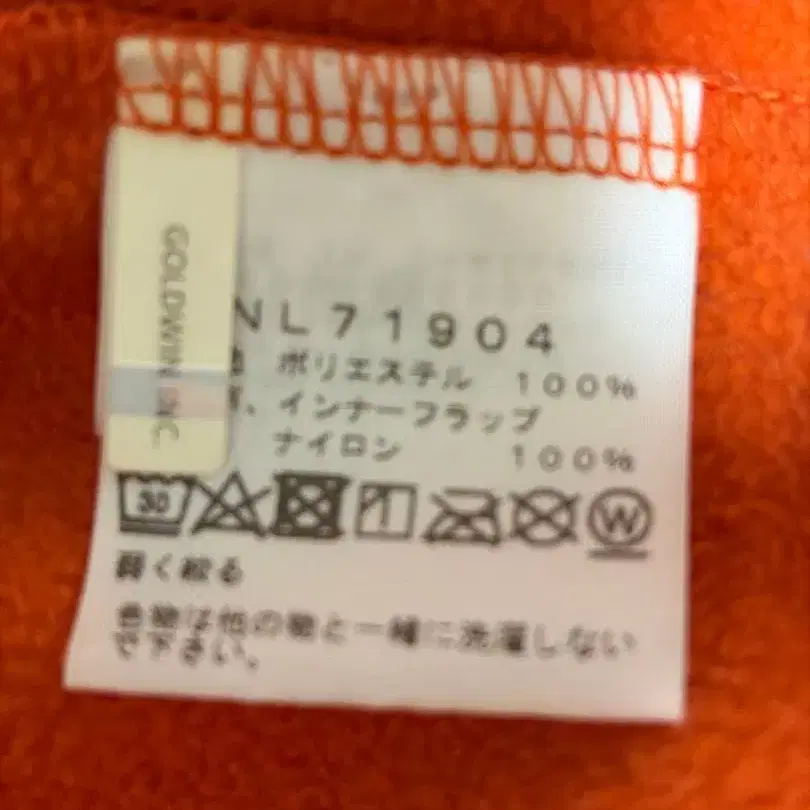 GOLDWIN INC.
NL71904
ポリエステル 100%
、インナーフラップ
ナイロン 100%
30
W
弱く絞る
色物は他の物と一緒に洗濯しない
で下さい。